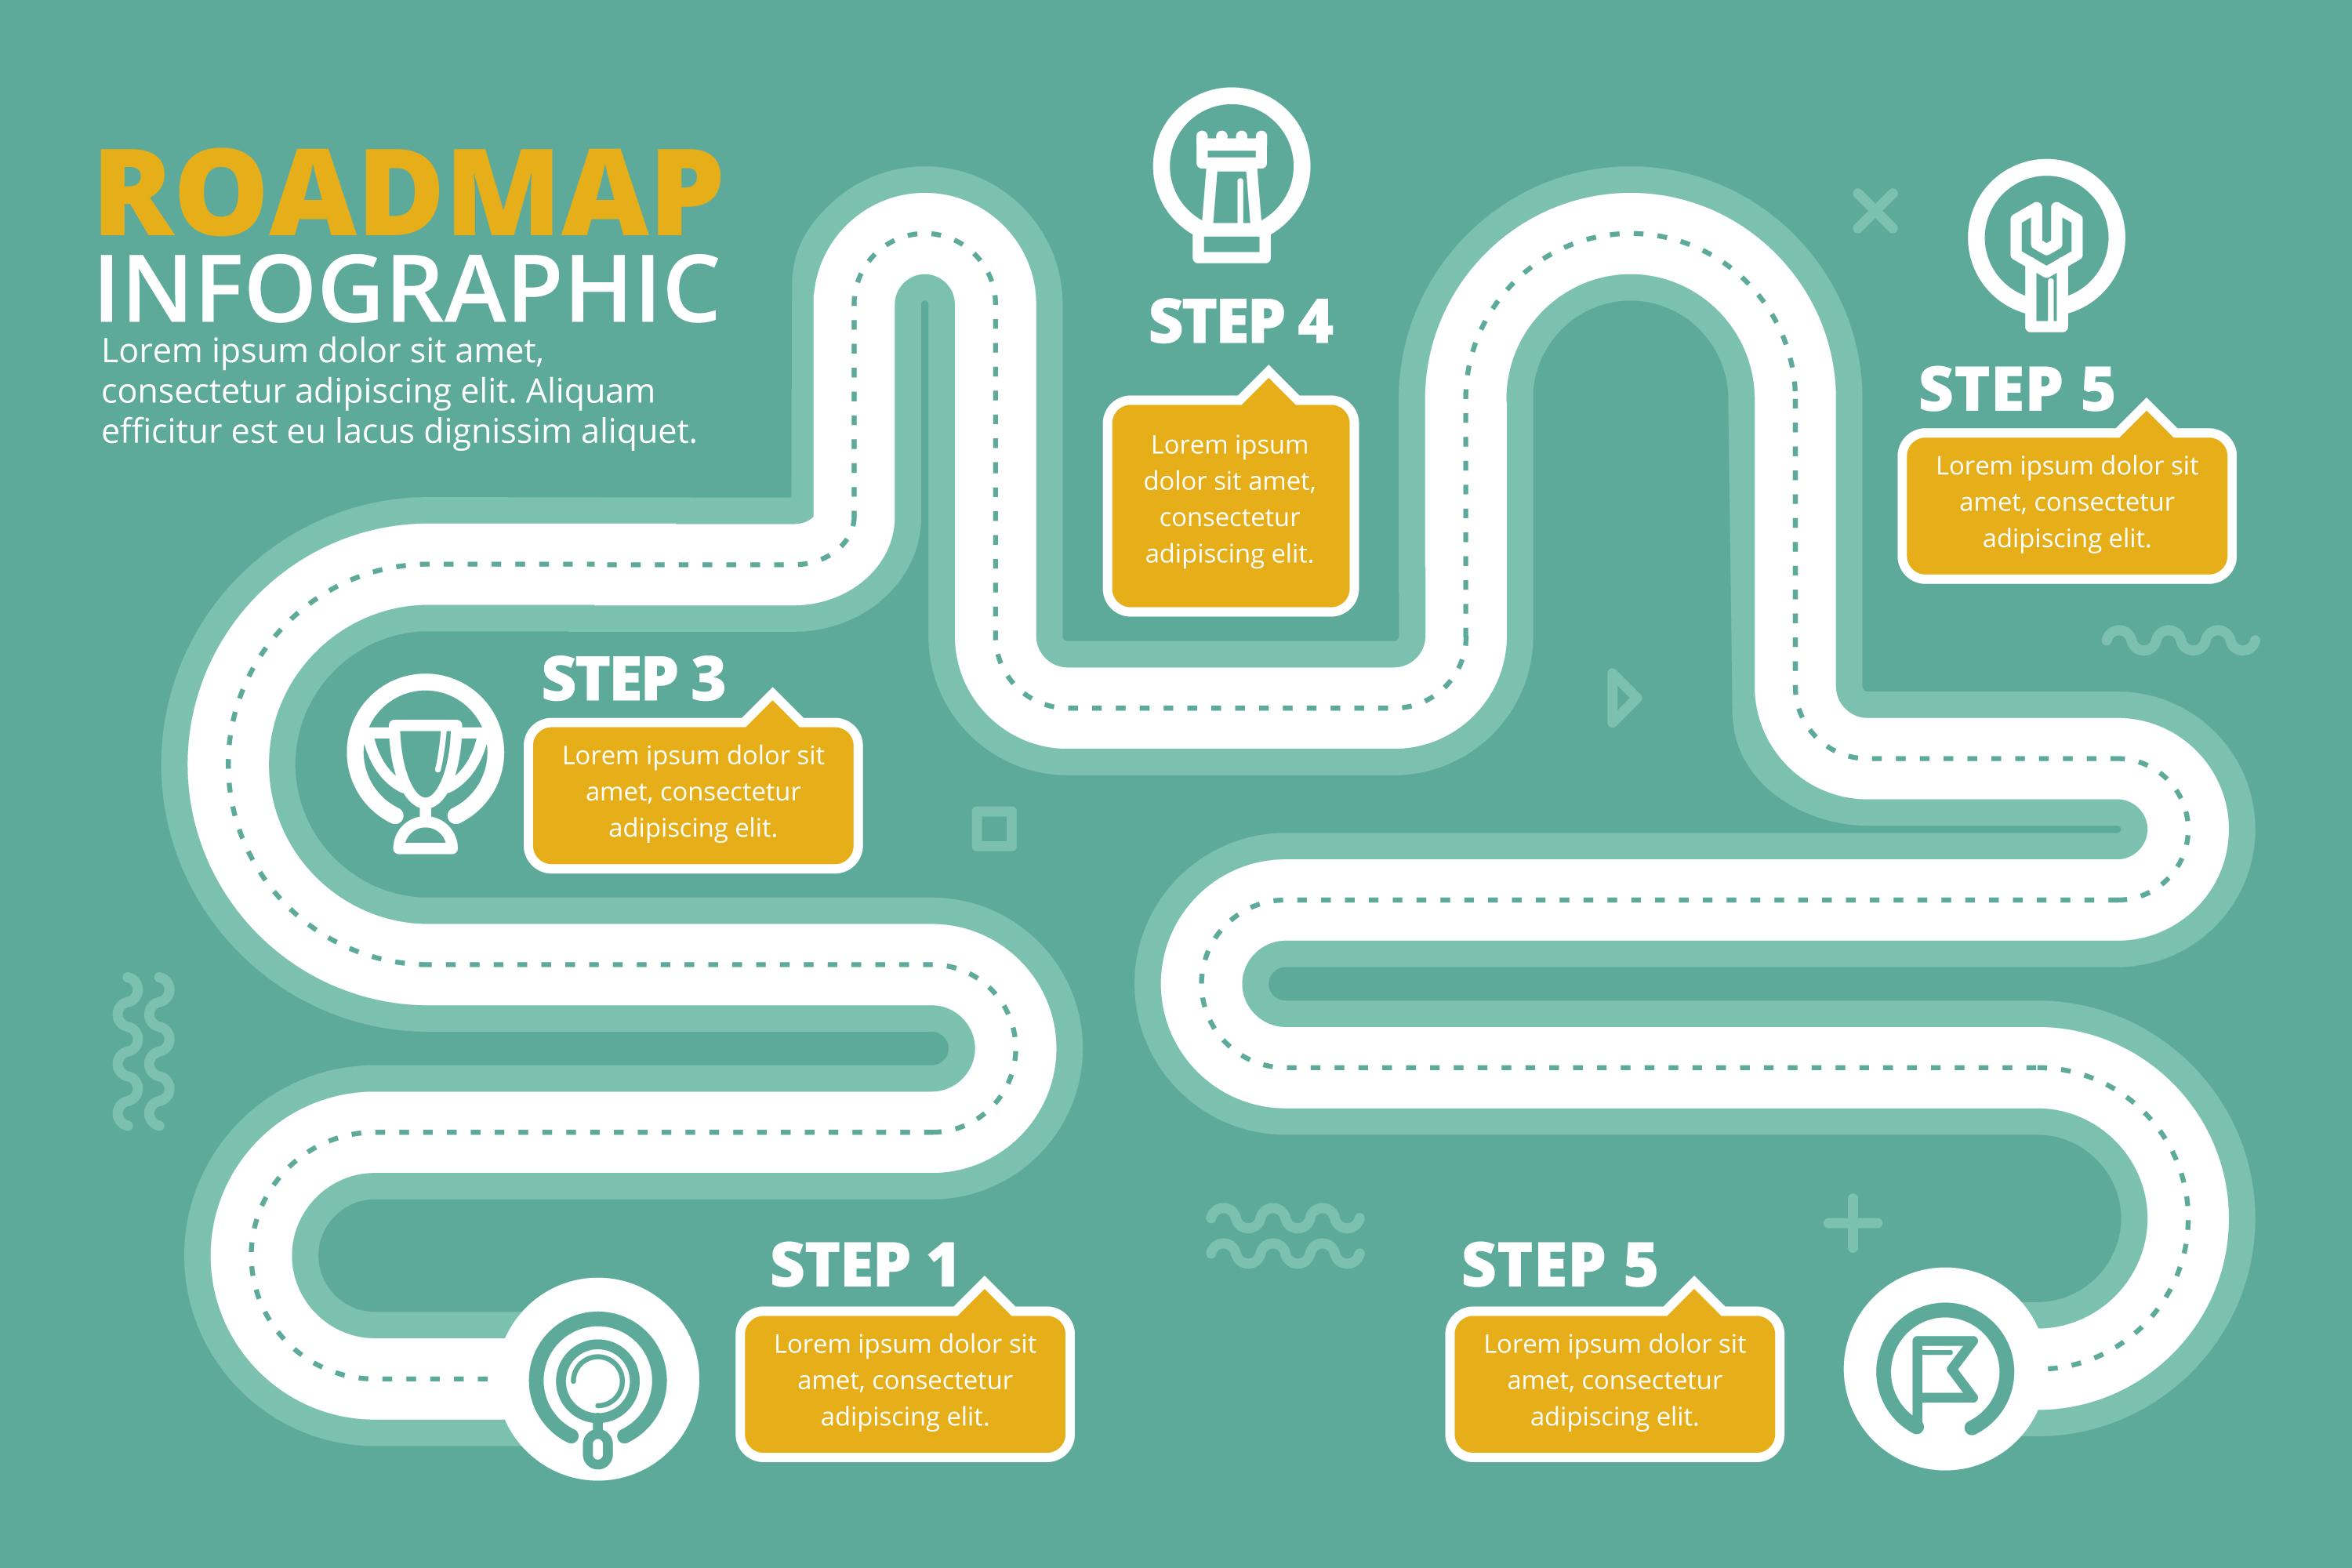 ROADMAP
INFOGRAPHIC
Lorem ipsum dolor sit amet,
consectetur adipiscing elit. Aliquam
efficitur est eu lacus dignissim aliquet.
STEP 4
Lorem ipsum
dolor sit amet,
consectetur
adipiscing elit.
STEP 5
Lorem ipsum dolor sit
amet, consectetur
adipiscing elit.
STEP 3
Lorem ipsum dolor sit
amet, consectetur
adipiscing elit.
STEP 1
Lorem ipsum dolor sit
amet, consectetur
adipiscing elit.
STEP 5
Lorem ipsum dolor sit
amet, consectetur
adipiscing elit.